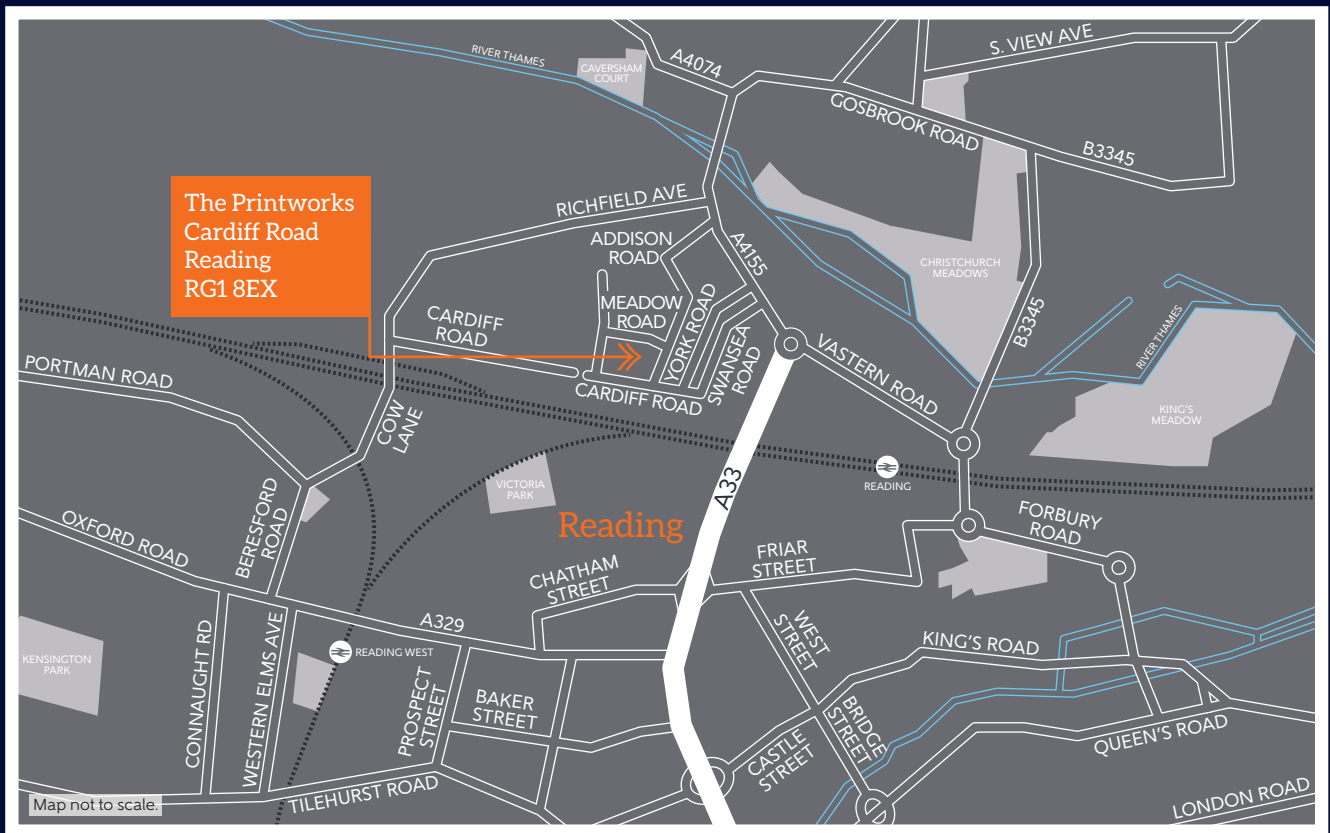 RIVER THAMES
CAVERSHAM
COURT
A4074
S. VIEW AVE
GOSBROOK ROAD
B3345
The Printworks
Cardiff Road
Reading
RG1 8EX
RICHFIELD AVE
ADDISON
ROAD
A4155
CHRISTCHURCH
MEADOWS
MEADOW
ROAD
YORK ROAD
SWANSEA
ROAD
CARDIFF
ROAD
CARDIFF ROAD
VASTERN ROAD
B3345
RIVER THAMES
KING'S
MEADOW
PORTMAN ROAD
COW
LANE
A33
READING
VICTORIA
PARK
Reading
BERESFORD
ROAD
OXFORD ROAD
CHATHAM
STREET
FRIAR
STREET
FORBURY
ROAD
A329
WEST
STREET
KING'S ROAD
READING WEST
KENSINGTON
PARK
CONNAUGHT RD
WESTERN ELMS AVE
PROSPECT
STREET
BAKER
STREET
CASTLE
STREET
BRIDGE
STREET
QUEEN'S ROAD
TILEHURST ROAD
LONDON ROAD
Map not to scale.